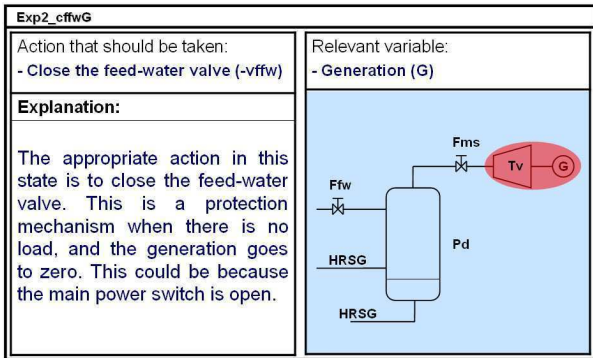 Exp2_cffwG
Action that should be taken:
- Close the feed-water valve (-vffw)
Relevant variable:
- Generation (G)
Explanation:
The appropriate action in this
state is to close the feed-water
valve. This is a protection
mechanism when there is no
load, and the generation goes
to zero. This could be because
the main power switch is open.
Fms
Tv
G
Ffw
Pd
HRSG
HRSG